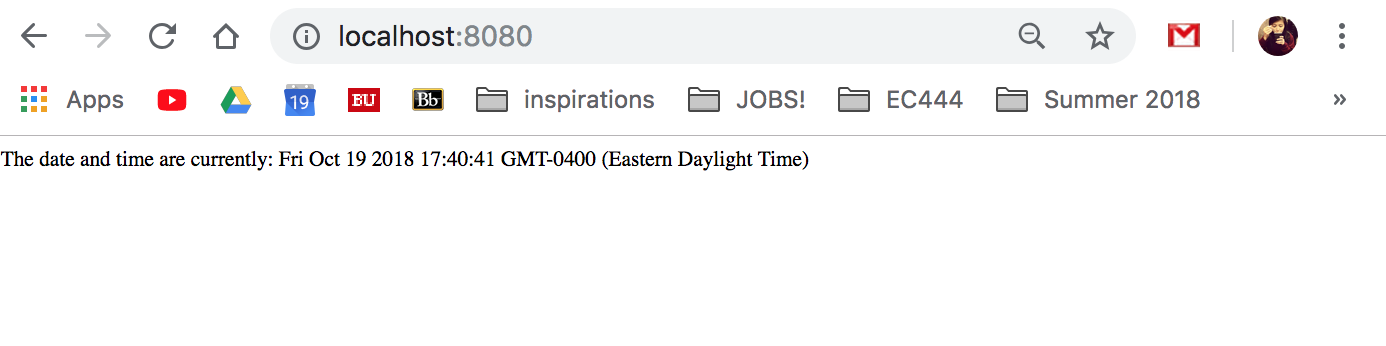 localhost:8080
Apps 19 BU Bb inspirations JOBS! EC444 Summer 2018 »
The date and time are currently: Fri Oct 19 2018 17:40:41 GMT-0400 (Eastern Daylight Time)